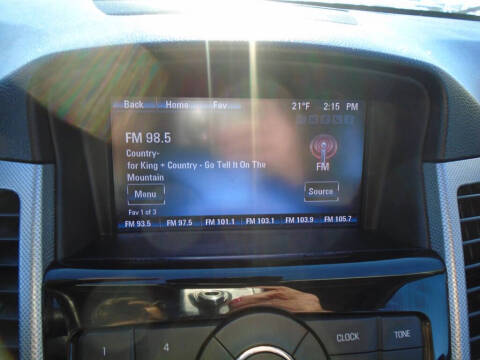 Back Home Fav 21°F 2:15 PM
FM 98.5
Country-
for King + Country - Go Tell It On The
Mountain
FM
Menu Source
Fav 1 of 3
FM 93.5 FM 97.5 FM 101.1 FM 103.1 FM 103.9 FM 105.7
1 4 CLOCK TONE